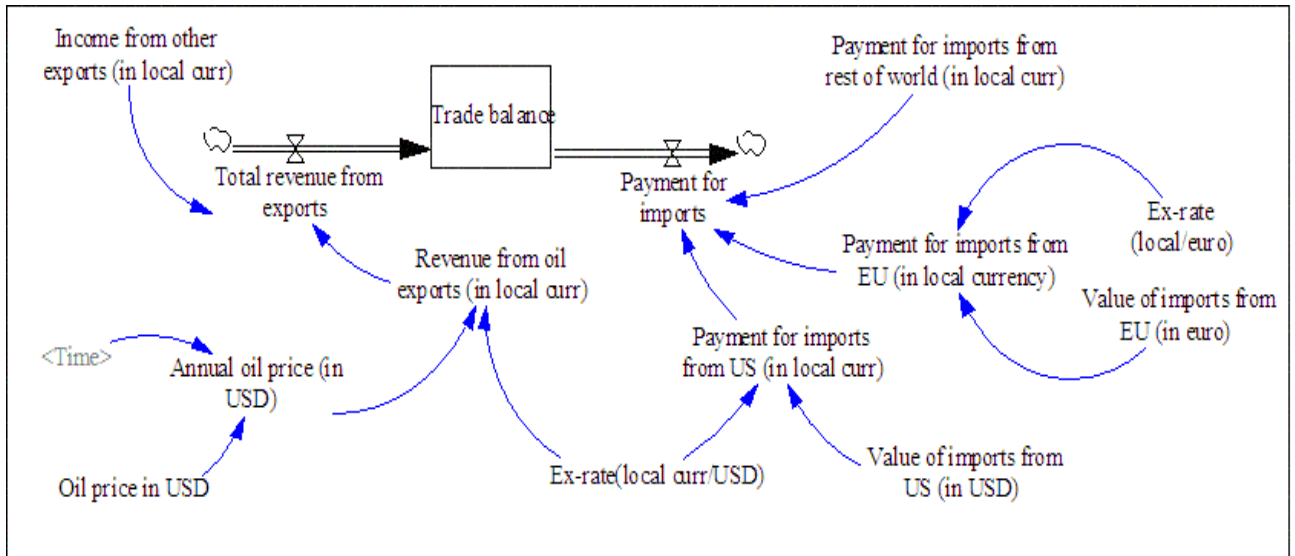 Income from other
exports (in local curr)
Payment for imports from
rest of world (in local curr)
Trade balance
Total revenue from
exports
Payment for
imports
Ex-rate
(local/euro)
Payment for imports from
EU (in local currency)
Revenue from oil
exports (in local curr)
Value of imports from
EU (in euro)
Payment for imports
from US (in local curr)
<Time>
Annual oil price (in
USD)
Oil price in USD
Ex-rate(local curr/USD)
Value of imports from
US (in USD)